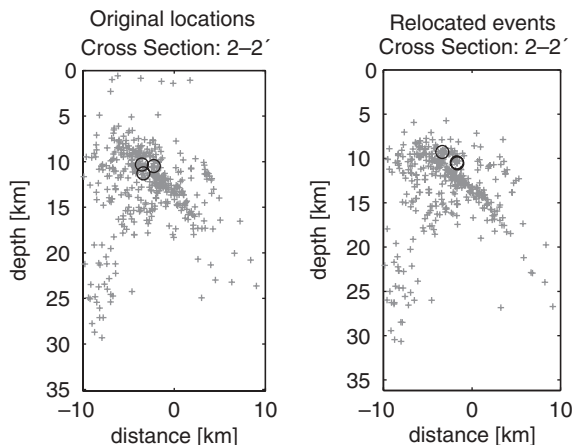 Original locations
Cross Section: 2–2´
0
5
10
15
20
25
30
35
depth [km]
–10
0
10
distance [km]
Relocated events
Cross Section: 2–2´
0
5
10
15
20
25
30
35
depth [km]
–10
0
10
distance [km]